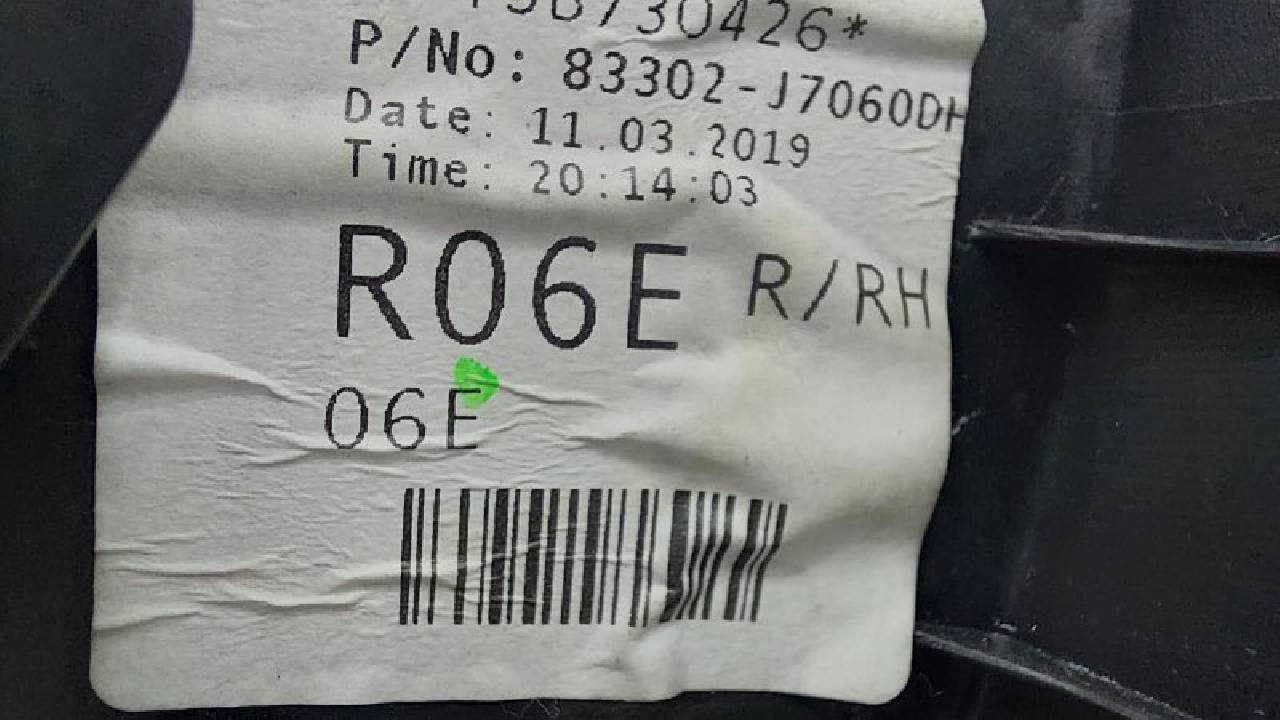 P/No: 83302-J7060DH
Date: 11.03.2019
Time: 20:14:03
R06E R/RH
06E